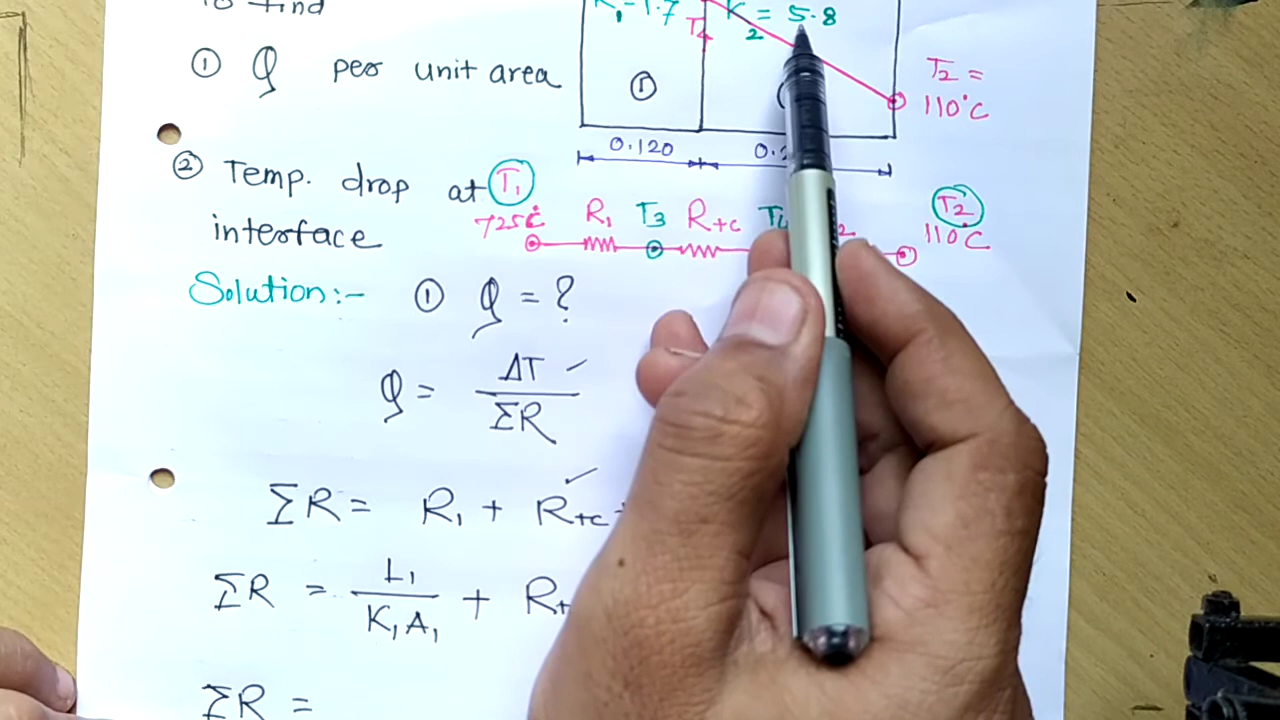 To find
K₁=1.7
K₂ = 5.8
T4
① Q per unit area
①
T₂ =
110°C
0.120
② Temp. drop at
interface
T₁
725°C
R₁
T3
Rtc
T₂
110°C
Solution:- ① Q = ?
Q = ΔT / ΣR
ΣR = R₁ + Rtc
ΣR = L₁ / K₁A₁ +
ΣR =